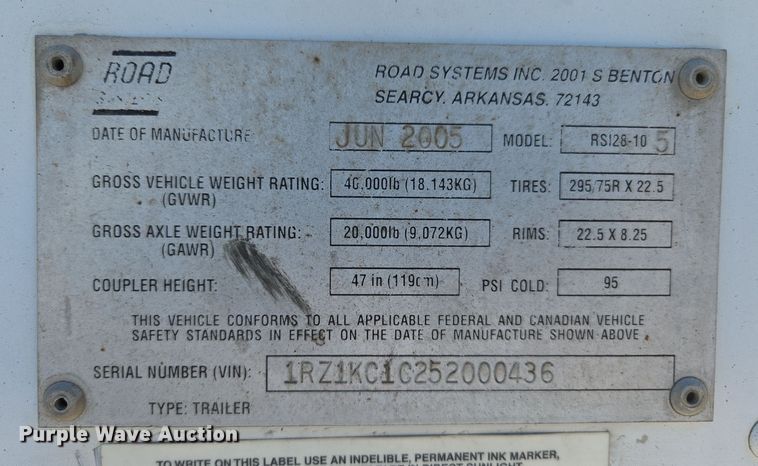 ROAD
ROAD SYSTEMS INC. 2001 S BENTON
SEARCY, ARKANSAS, 72143
DATE OF MANUFACTURE JUN 2005 MODEL: RSI28-10 5
GROSS VEHICLE WEIGHT RATING: 40,000lb (18,143KG) TIRES: 295/75R X 22.5
(GVWR)
GROSS AXLE WEIGHT RATING: 20,000lb (9,072KG) RIMS: 22.5 X 8.25
(GAWR)
COUPLER HEIGHT: 47 in (119cm) PSI COLD: 95
THIS VEHICLE CONFORMS TO ALL APPLICABLE FEDERAL AND CANADIAN VEHICLE
SAFETY STANDARDS IN EFFECT ON THE DATE OF MANUFACTURE SHOWN ABOVE
SERIAL NUMBER (VIN): 1RZ1KC1C252000436
TYPE: TRAILER
Purple Wave Auction
TO WRITE ON THIS LABEL USE AN INDELIBLE, PERMANENT INK MARKER,